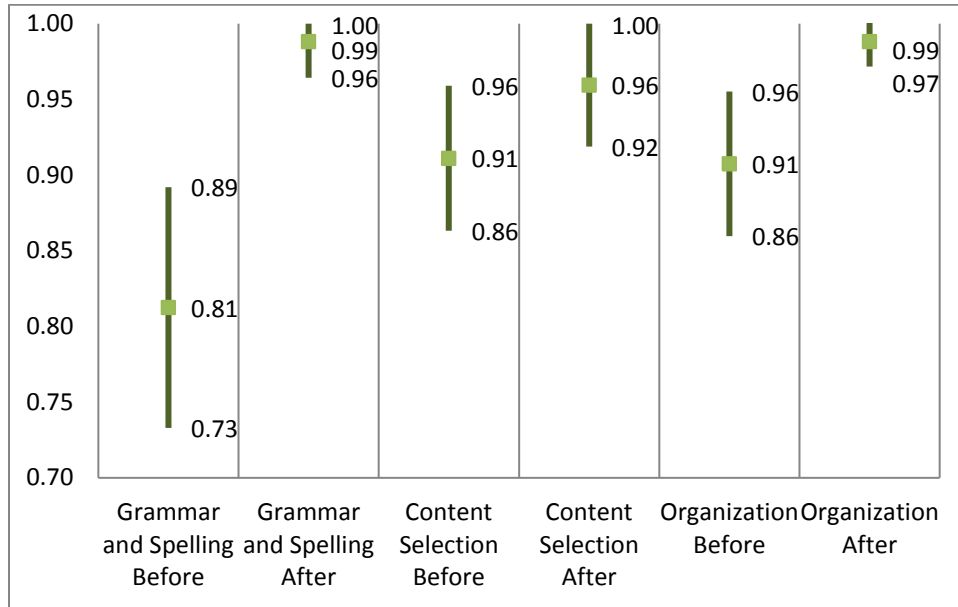 1.00
0.95
0.90
0.85
0.80
0.75
0.70
0.89
0.81
0.73
1.00
0.99
0.96
0.96
0.91
0.86
1.00
0.96
0.92
0.96
0.91
0.86
0.99
0.97
Grammar
and Spelling
Before
Grammar
and Spelling
After
Content
Selection
Before
Content
Selection
After
Organization
Before
Organization
After